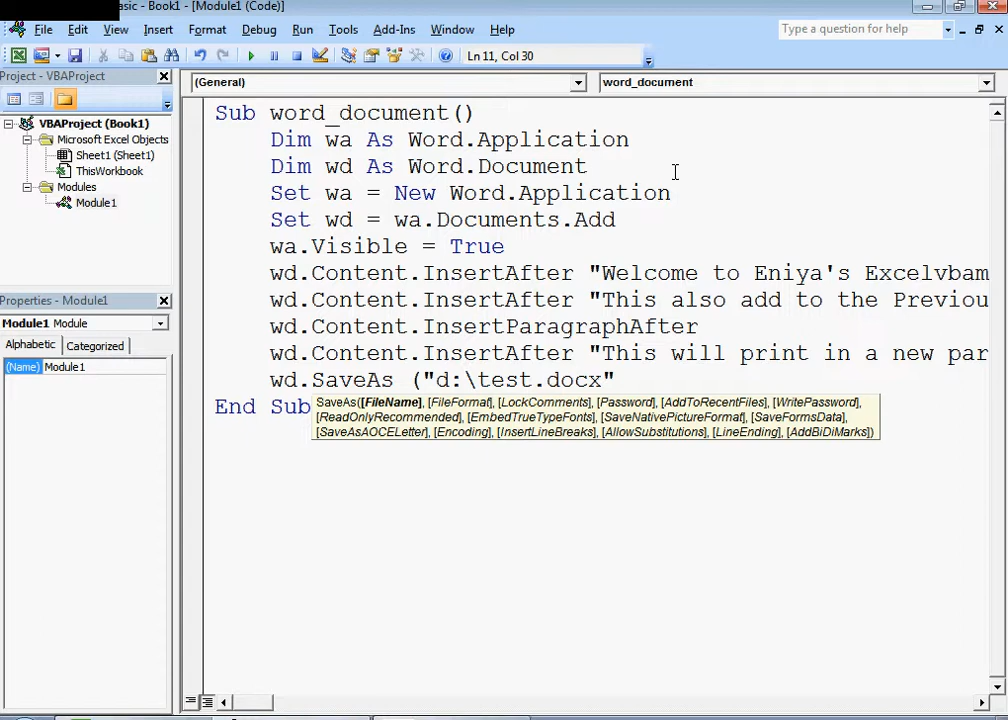 asic - Book1 - [Module1 (Code)]
File Edit View Insert Format Debug Run Tools Add-Ins Window Help
Type a question for help
Ln 11, Col 30
Project - VBAProject
(General)
word_document
VBAProject (Book1)
Microsoft Excel Objects
Sheet1 (Sheet1)
ThisWorkbook
Modules
Module1
Properties - Module1
Module1 Module
Alphabetic Categorized
(Name) Module1
Sub word_document()
Dim wa As Word.Application
Dim wd As Word.Document
Set wa = New Word.Application
Set wd = wa.Documents.Add
wa.Visible = True
wd.Content.InsertAfter "Welcome to Eniya's Excelvbam
wd.Content.InsertAfter "This also add to the Previou
wd.Content.InsertParagraphAfter
wd.Content.InsertAfter "This will print in a new par
wd.SaveAs ("d:\test.docx"
End Sub
SaveAs([FileName], [FileFormat], [LockComments], [Password], [AddToRecentFiles], [WritePassword],
[ReadOnlyRecommended], [EmbedTrueTypeFonts], [SaveNativePictureFormat], [SaveFormsData],
[SaveAsAOCELetter], [Encoding], [InsertLineBreaks], [AllowSubstitutions], [LineEnding], [AddBiDiMarks])